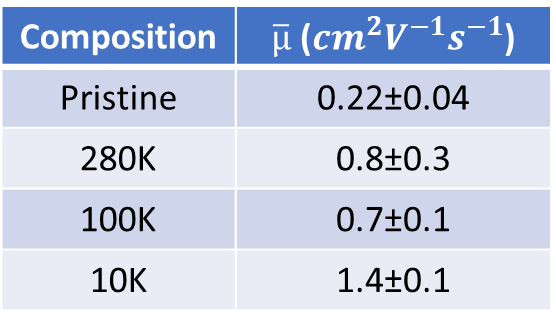 Composition μ̄ (cm²V⁻¹s⁻¹)
Pristine 0.22±0.04
280K 0.8±0.3
100K 0.7±0.1
10K 1.4±0.1